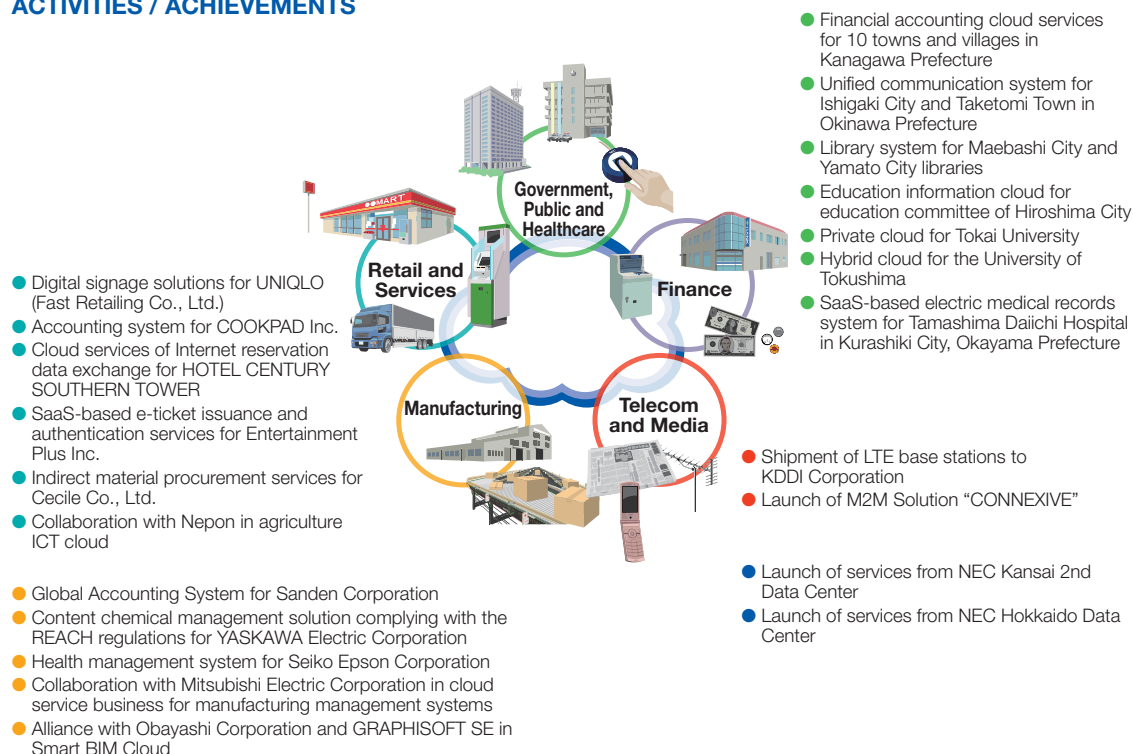 ACTIVITIES / ACHIEVEMENTS
● Financial accounting cloud services
for 10 towns and villages in
Kanagawa Prefecture
● Unified communication system for
Ishigaki City and Taketomi Town in
Okinawa Prefecture
● Library system for Maebashi City and
Yamato City libraries
● Education information cloud for
education committee of Hiroshima City
● Private cloud for Tokai University
● Hybrid cloud for the University of
Tokushima
● SaaS-based electric medical records
system for Tamashima Daiichi Hospital
in Kurashiki City, Okayama Prefecture
Government,
Public and
Healthcare
MART
Retail and
Services
Finance
Manufacturing
Telecom
and Media
● Digital signage solutions for UNIQLO
(Fast Retailing Co., Ltd.)
● Accounting system for COOKPAD Inc.
● Cloud services of Internet reservation
data exchange for HOTEL CENTURY
SOUTHERN TOWER
● SaaS-based e-ticket issuance and
authentication services for Entertainment
Plus Inc.
● Indirect material procurement services for
Cecile Co., Ltd.
● Collaboration with Nepon in agriculture
ICT cloud
● Shipment of LTE base stations to
KDDI Corporation
● Launch of M2M Solution “CONNEXIVE”
● Launch of services from NEC Kansai 2nd
Data Center
● Launch of services from NEC Hokkaido Data
Center
● Global Accounting System for Sanden Corporation
● Content chemical management solution complying with the
REACH regulations for YASKAWA Electric Corporation
● Health management system for Seiko Epson Corporation
● Collaboration with Mitsubishi Electric Corporation in cloud
service business for manufacturing management systems
● Alliance with Obayashi Corporation and GRAPHISOFT SE in
Smart BIM Cloud